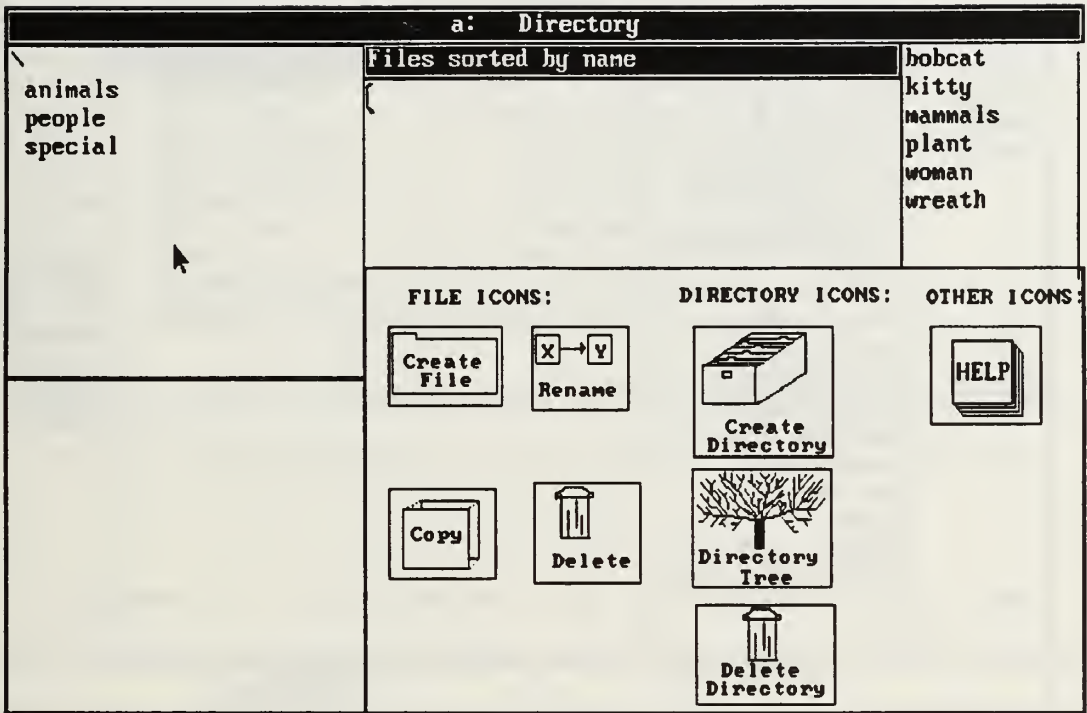 a: Directory
\
animals
people
special
Files sorted by name
{
bobcat
kitty
mammals
plant
woman
wreath
FILE ICONS:
DIRECTORY ICONS:
OTHER ICONS:
Create
File
X→Y
Rename
Create
Directory
HELP
Copy
Delete
Directory
Tree
Delete
Directory